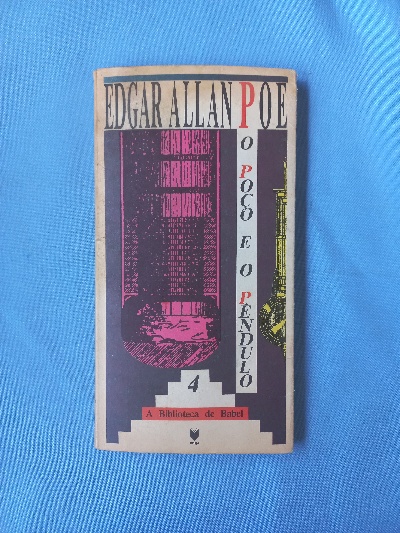 EDGAR ALLAN POE
O POÇO E O PÊNDULO
4
A Biblioteca de Babel